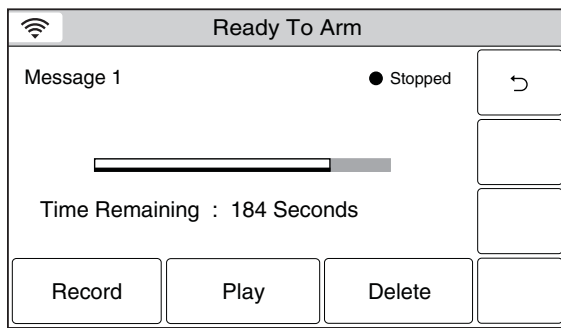 Ready To Arm
Message 1
Stopped
Time Remaining : 184 Seconds
Record
Play
Delete